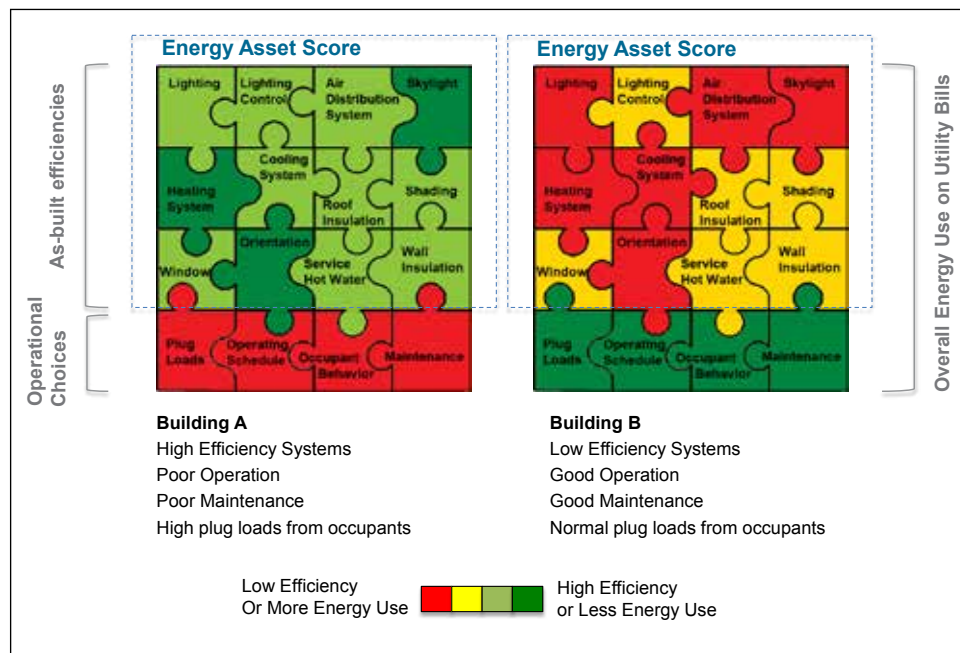 Energy Asset Score
Energy Asset Score
As-built efficiencies
Operational
Choices
Lighting
Lighting
Control
Air
Distribution
System
Skylight
Heating
System
Cooling
System
Roof
Insulation
Shading
Window
Orientation
Service
Hot Water
Wall
Insulation
Plug
Loads
Operating
Schedule
Occupant
Behavior
Maintenance
Lighting
Lighting
Control
Air
Distribution
System
Skylight
Heating
System
Cooling
System
Roof
Insulation
Shading
Window
Orientation
Service
Hot Water
Wall
Insulation
Plug
Loads
Operating
Schedule
Occupant
Behavior
Maintenance
Overall Energy Use on Utility Bills
Building A
High Efficiency Systems
Poor Operation
Poor Maintenance
High plug loads from occupants
Building B
Low Efficiency Systems
Good Operation
Good Maintenance
Normal plug loads from occupants
Low Efficiency
Or More Energy Use
High Efficiency
or Less Energy Use